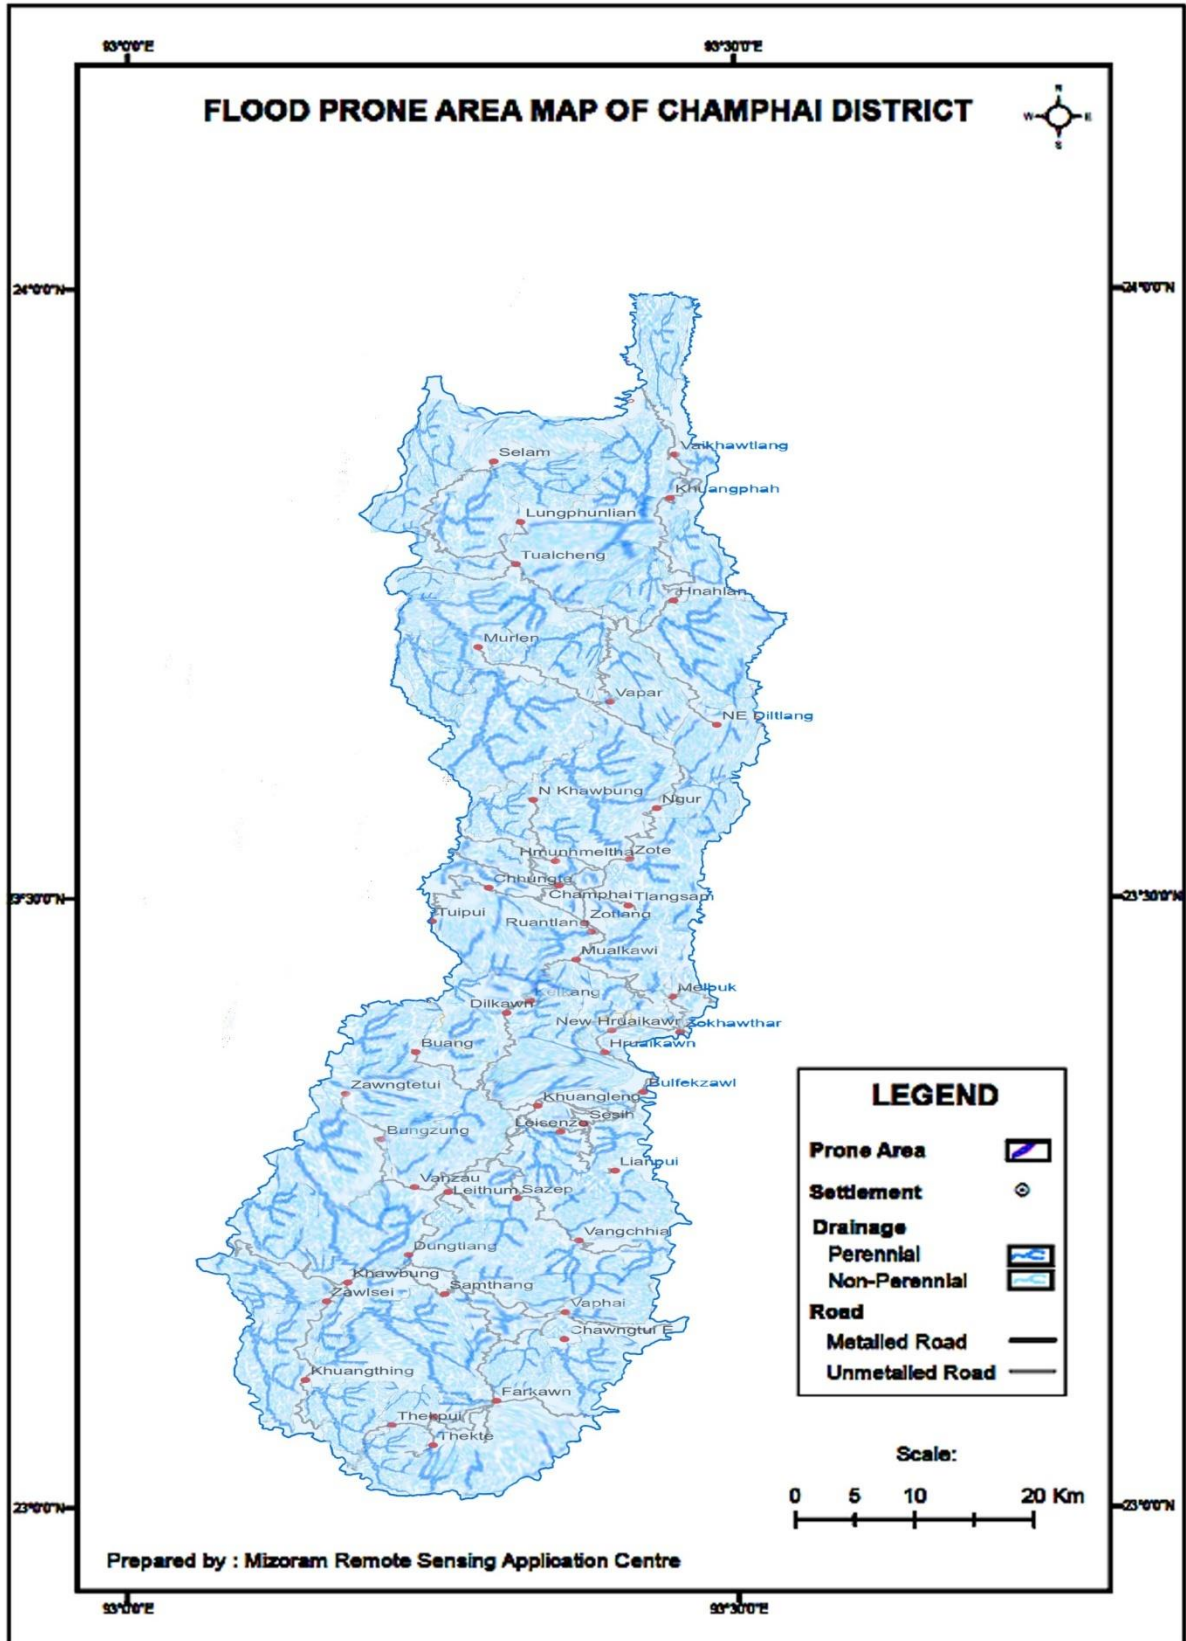 93°0'0"E
93°30'0"E
FLOOD PRONE AREA MAP OF CHAMPHAI DISTRICT
N
W
E
S
24°0'0"N
24°0'0"N
Vaikhawtlang
Selam
Khuangphah
Lungphunlian
Tualcheng
Hnahlan
Murlen
Vapar
NE Diltlang
N Khawbung
Ngur
Hmunhmeltha
Zote
Chhungte
Champhai
Tlangsam
23°30'0"N
23°30'0"N
Tuipui
Ruantlang
Zotlang
Mualkawi
Melbuk
Dilkawn
New Hruaikawn
Zokhawthar
Buang
Hruaikawn
Bulfekzawl
Zawngtetui
Khuangleng
Sesih
Leisenzo
Bungzung
Lianpui
Vanzau
Leithum
Sazep
Vangchhia
Dungtlang
Khawbung
Samthang
Zawlsei
Vaphai
Chawngtui E
Khuangthing
Farkawn
Thekpui
Thekte
LEGEND
Prone Area
Settlement
Drainage
Perennial
Non-Perennial
Road
Metalled Road
Unmetalled Road
Scale:
0 5 10 20 Km
23°0'0"N
23°0'0"N
Prepared by : Mizoram Remote Sensing Application Centre
93°0'0"E
93°30'0"E